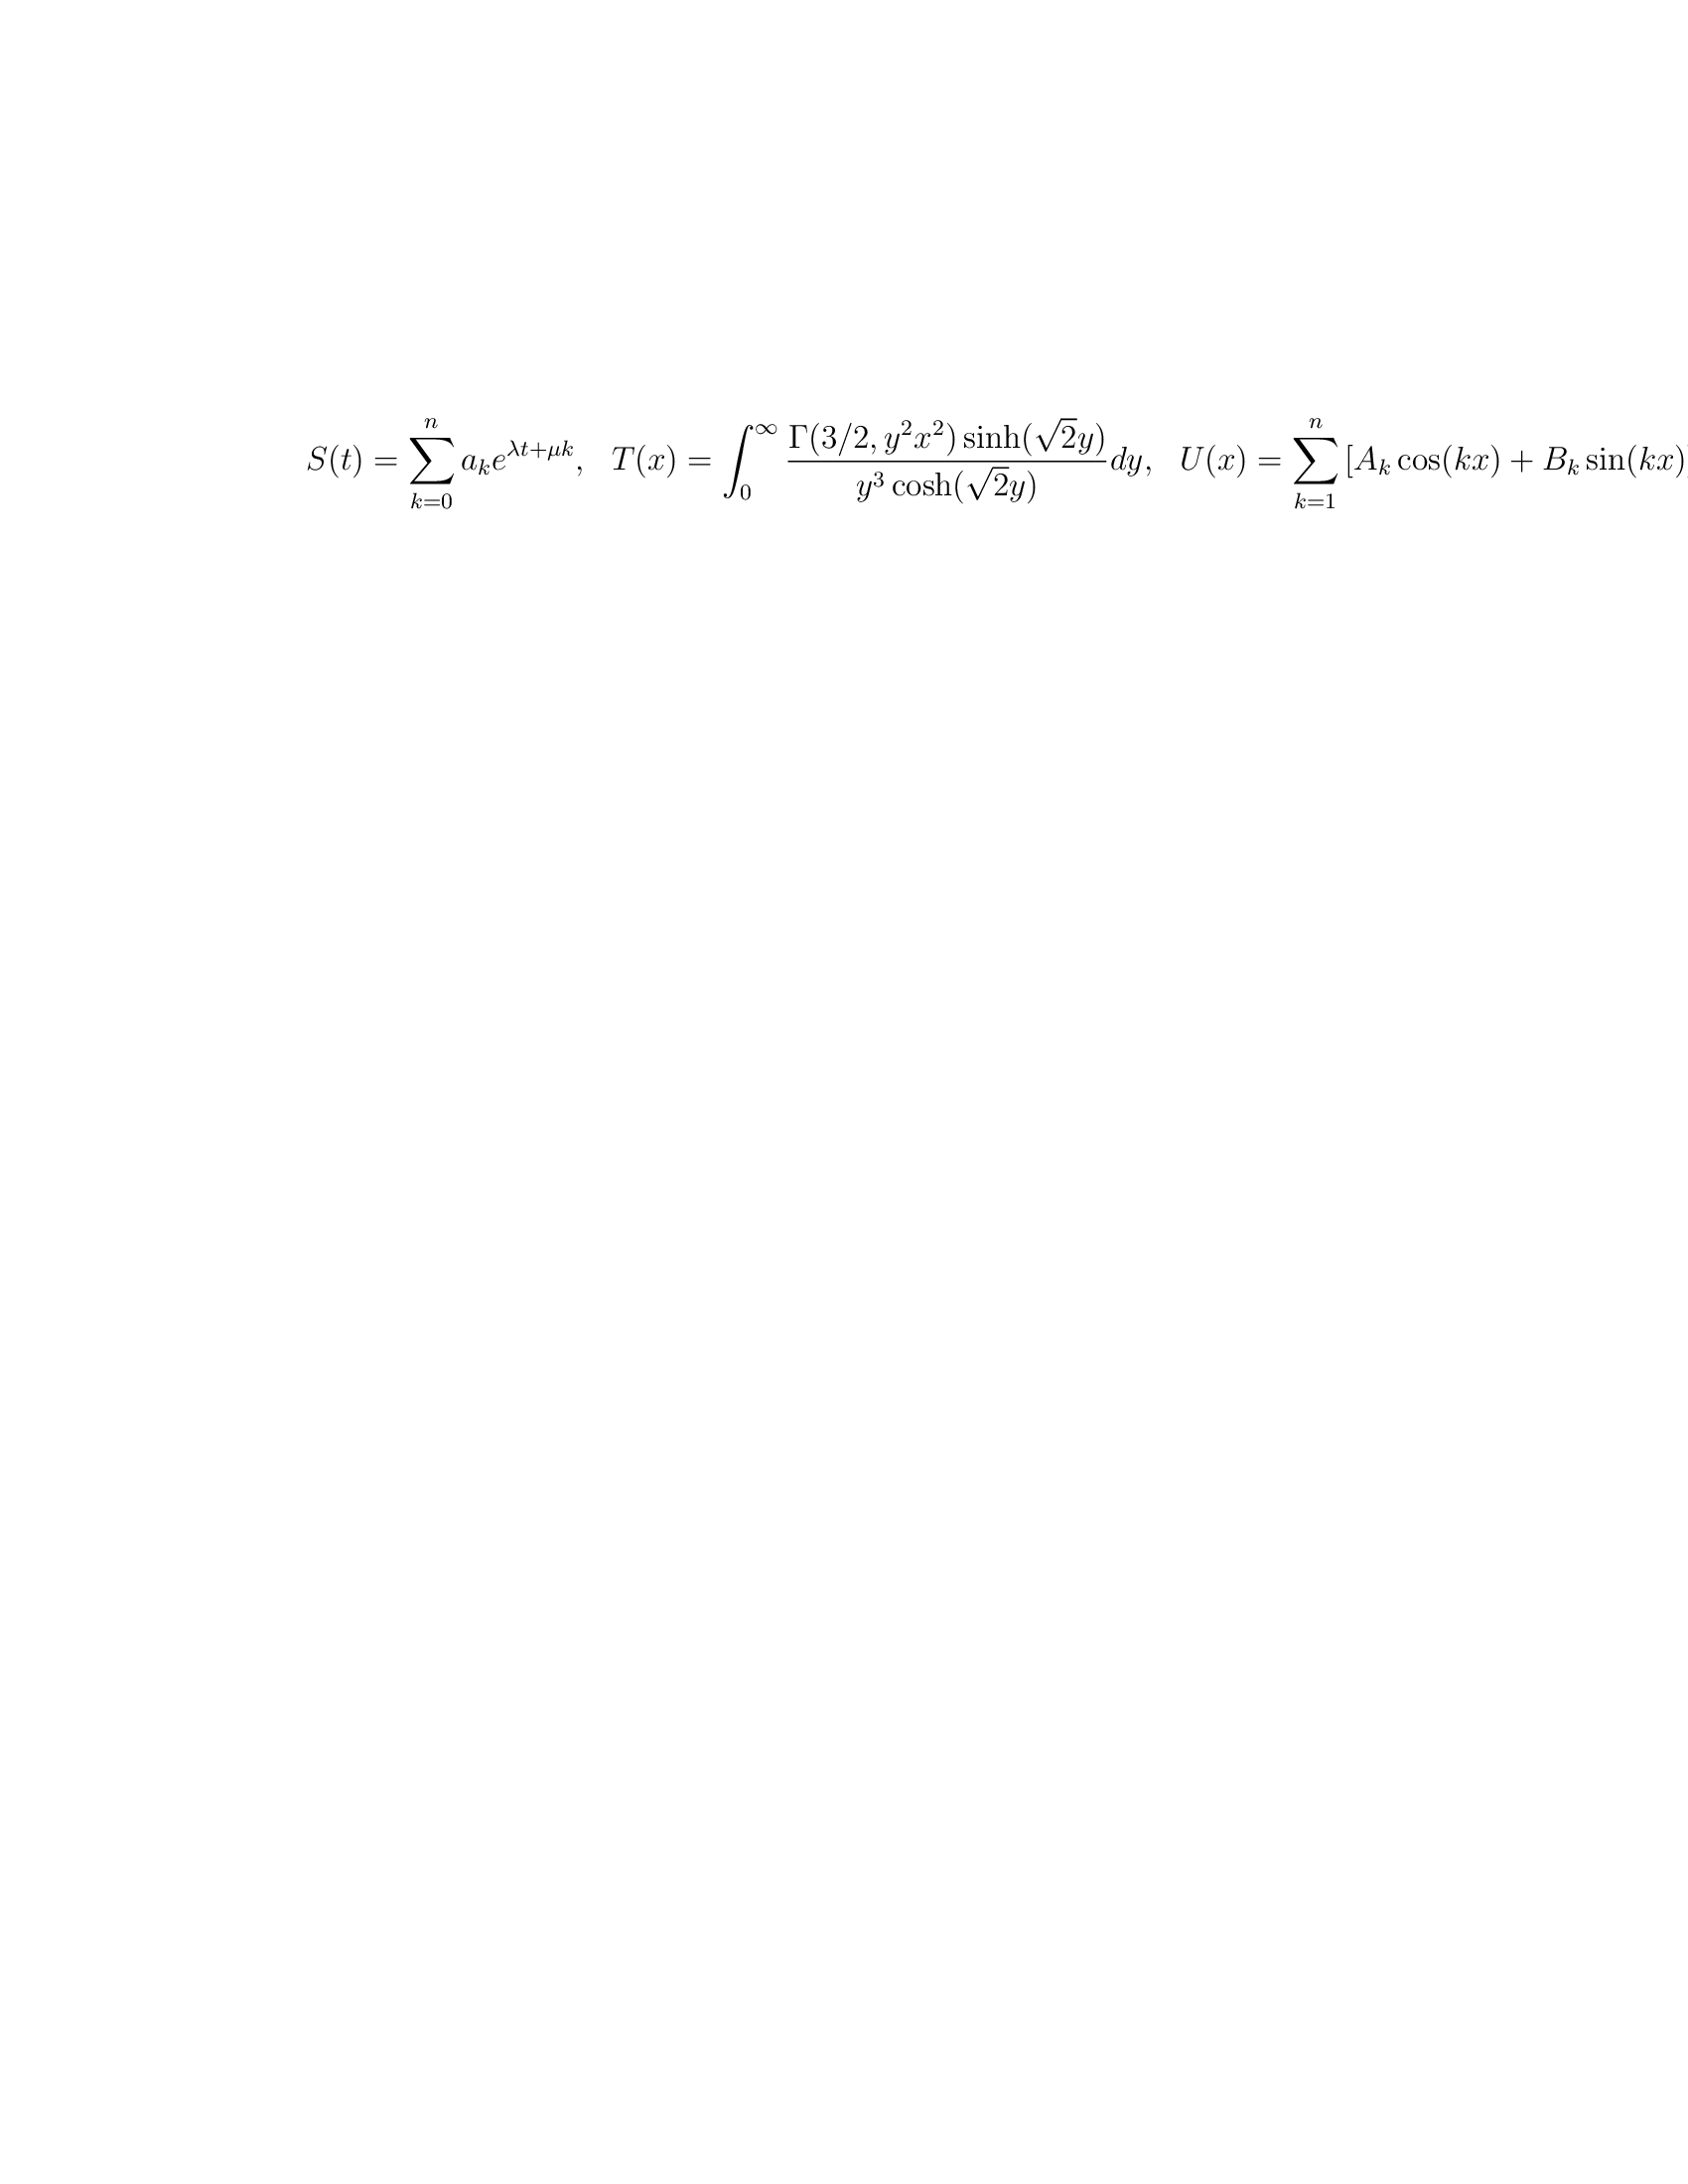 $S(t) = \sum_{k=0}^{n} a_k e^{\lambda t + \mu k}, \quad T(x) = \int_0^\infty \frac{\Gamma(3/2, y^2 x^2) \sinh(\sqrt{2}y)}{y^3 \cosh(\sqrt{2}y)} dy, \quad U(x) = \sum_{k=1}^{n} [A_k \cos(kx) + B_k \sin(kx)$